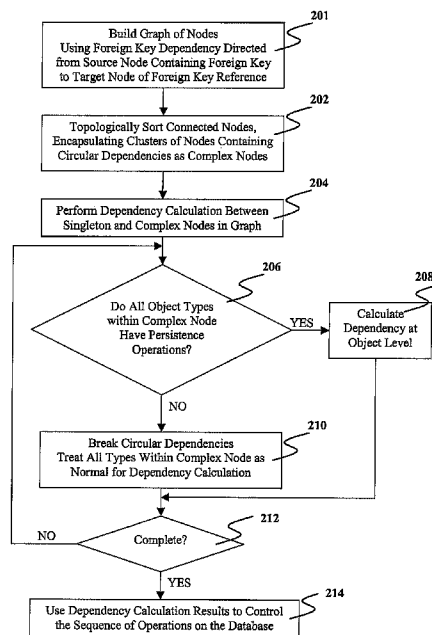 201
Build Graph of Nodes
Using Foreign Key Dependency Directed
from Source Node Containing Foreign Key
to Target Node of Foreign Key Reference
202
Topologically Sort Connected Nodes,
Encapsulating Clusters of Nodes Containing
Circular Dependencies as Complex Nodes
204
Perform Dependency Calculation Between
Singleton and Complex Nodes in Graph
206
Do All Object Types
within Complex Node
Have Persistence
Operations?
YES
208
Calculate
Dependency at
Object Level
NO
210
Break Circular Dependencies
Treat All Types Within Complex Node as
Normal for Dependency Calculation
212
Complete?
NO
YES
214
Use Dependency Calculation Results to Control
the Sequence of Operations on the Database